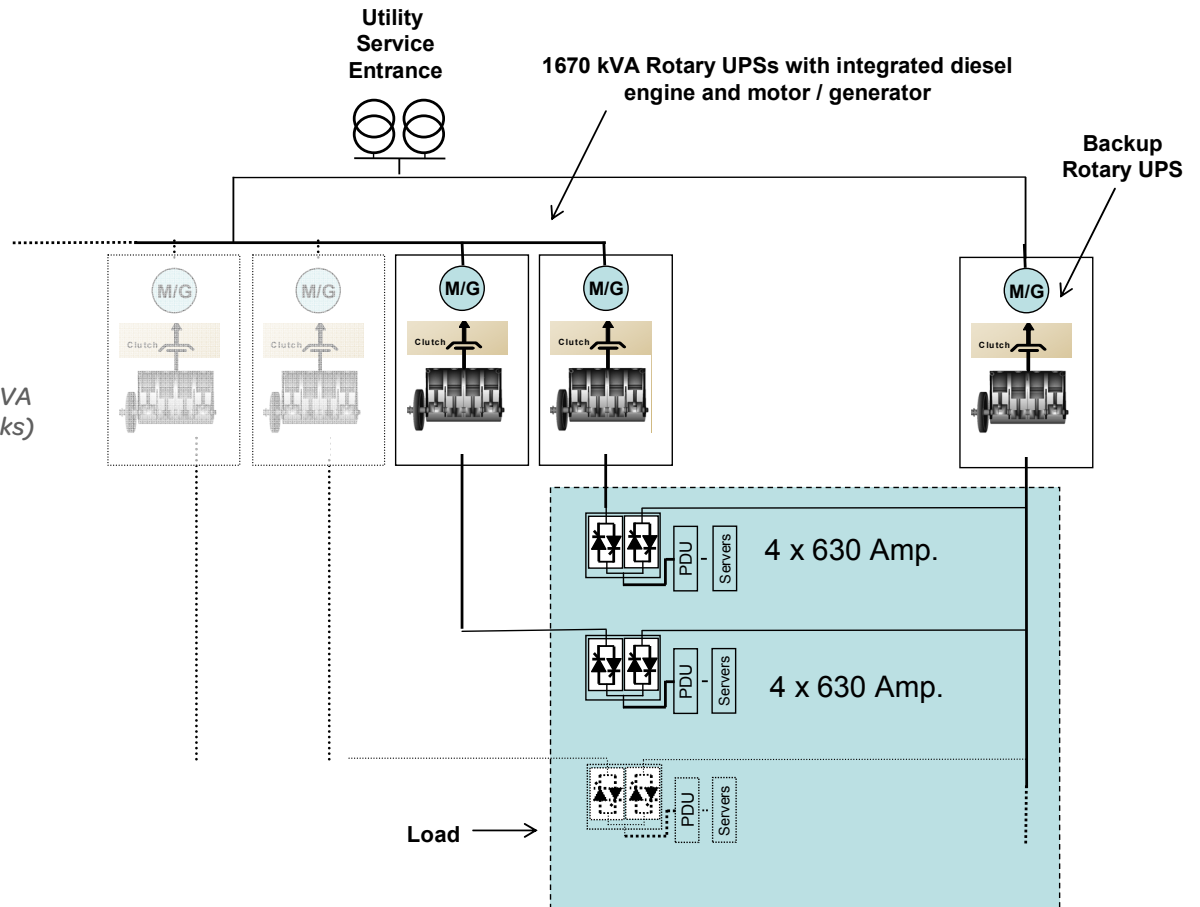 Utility
Service
Entrance
1670 kVA Rotary UPSs with integrated diesel
engine and motor / generator
Backup
Rotary UPS
M/G
M/G
M/G
M/G
M/G
Clutch
Clutch
Clutch
Clutch
Clutch
VA
ks)
PDU
Servers
4 x 630 Amp.
PDU
Servers
4 x 630 Amp.
PDU
Servers
Load